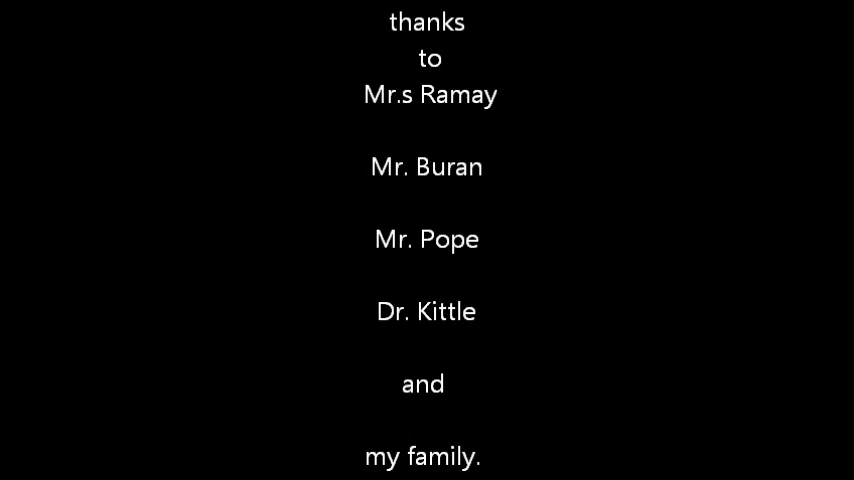 thanks
to
Mr.s Ramay
Mr. Buran
Mr. Pope
Dr. Kittle
and
my family.